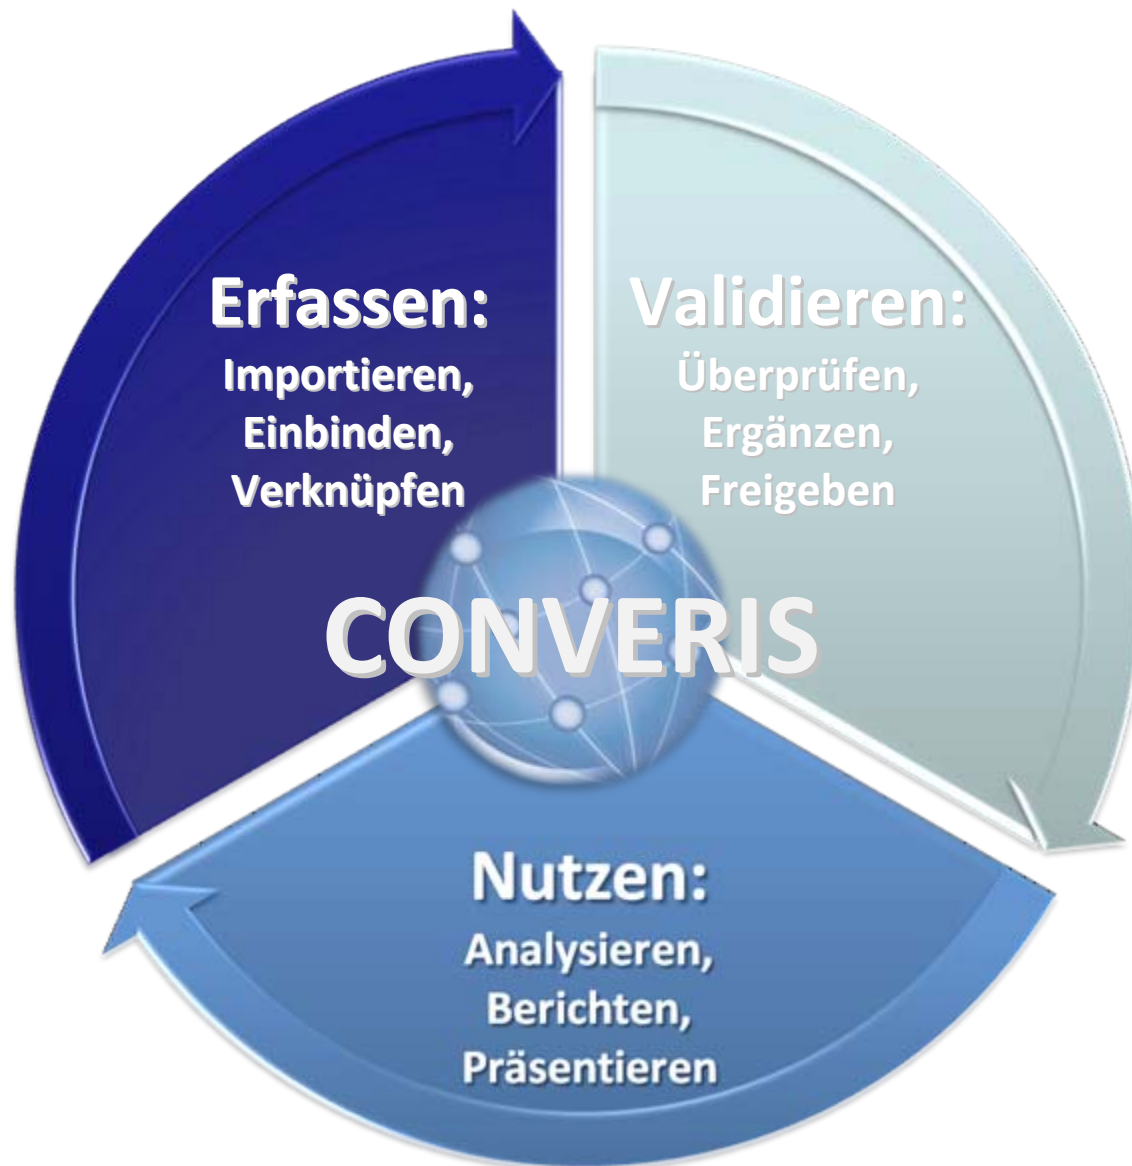 Erfassen:
Importieren,
Einbinden,
Verknüpfen
Validieren:
Überprüfen,
Ergänzen,
Freigeben
CONVERIS
Nutzen:
Analysieren,
Berichten,
Präsentieren